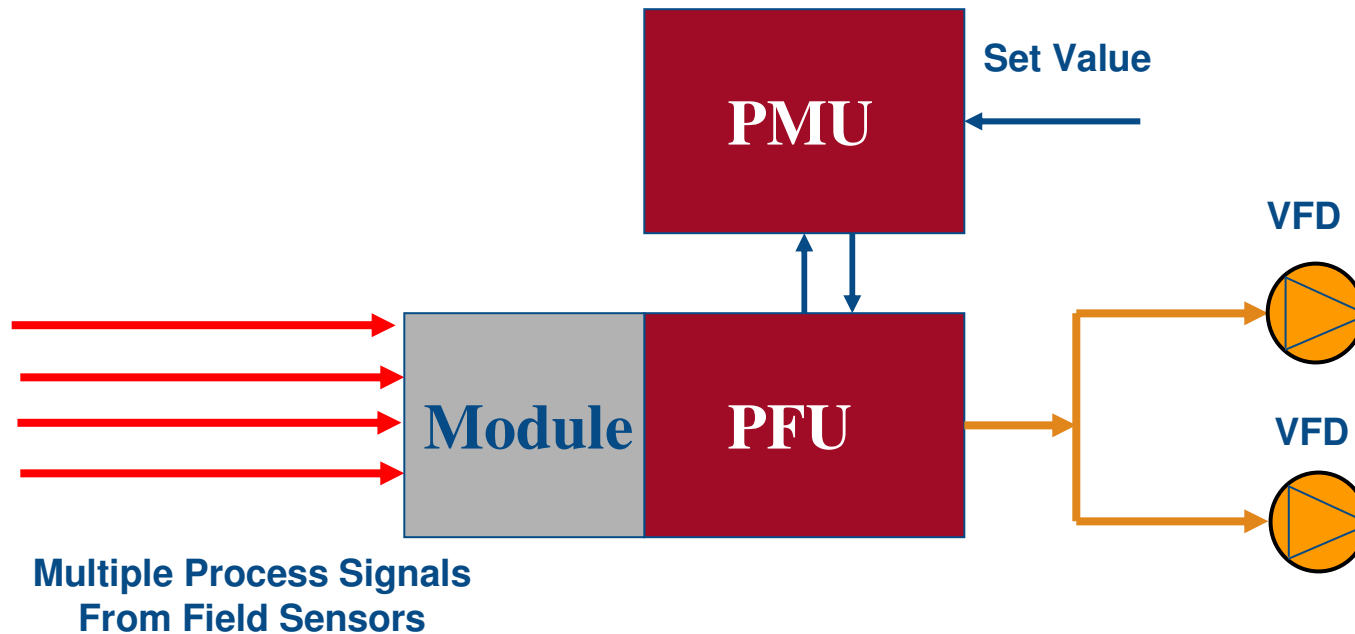 Set Value
PMU
VFD
Module
PFU
VFD
Multiple Process Signals
From Field Sensors